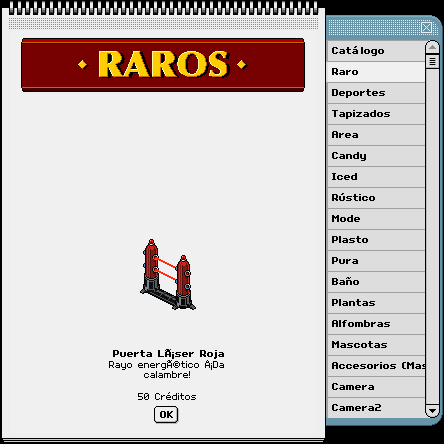 RAROS
Puerta LÃ¡ser Roja
Rayo energÃ©tico Â¡Da
calambre!
50 Créditos
OK
Catálogo
Raro
Deportes
Tapizados
Area
Candy
Iced
Rústico
Mode
Plasto
Pura
Baño
Plantas
Alfombras
Mascotas
Accesorios (Mas
Camera
Camera2